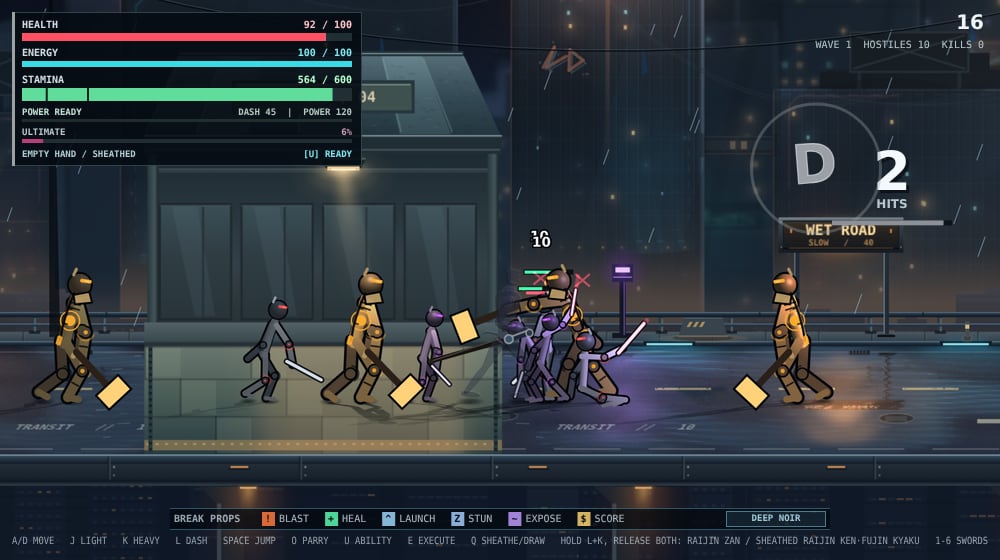 HEALTH 92 / 100
ENERGY 100 / 100
STAMINA 564 / 600
POWER READY DASH 45 | POWER 120
ULTIMATE 6%
EMPTY HAND / SHEATHED [U] READY
16
WAVE 1 HOSTILES 10 KILLS 0
04
D
2
HITS
WET ROAD
SLOW / 40
10
TRANSIT // 1
TRANSIT // 10
BREAK PROPS ! BLAST + HEAL ^ LAUNCH Z STUN ~ EXPOSE $ SCORE DEEP NOIR
A/D MOVE J LIGHT K HEAVY L DASH SPACE JUMP O PARRY U ABILITY E EXECUTE Q SHEATHE/DRAW HOLD L+K, RELEASE BOTH: RAIJIN ZAN / SHEATHED RAIJIN KEN·FUJIN KYAKU 1-6 SWORDS